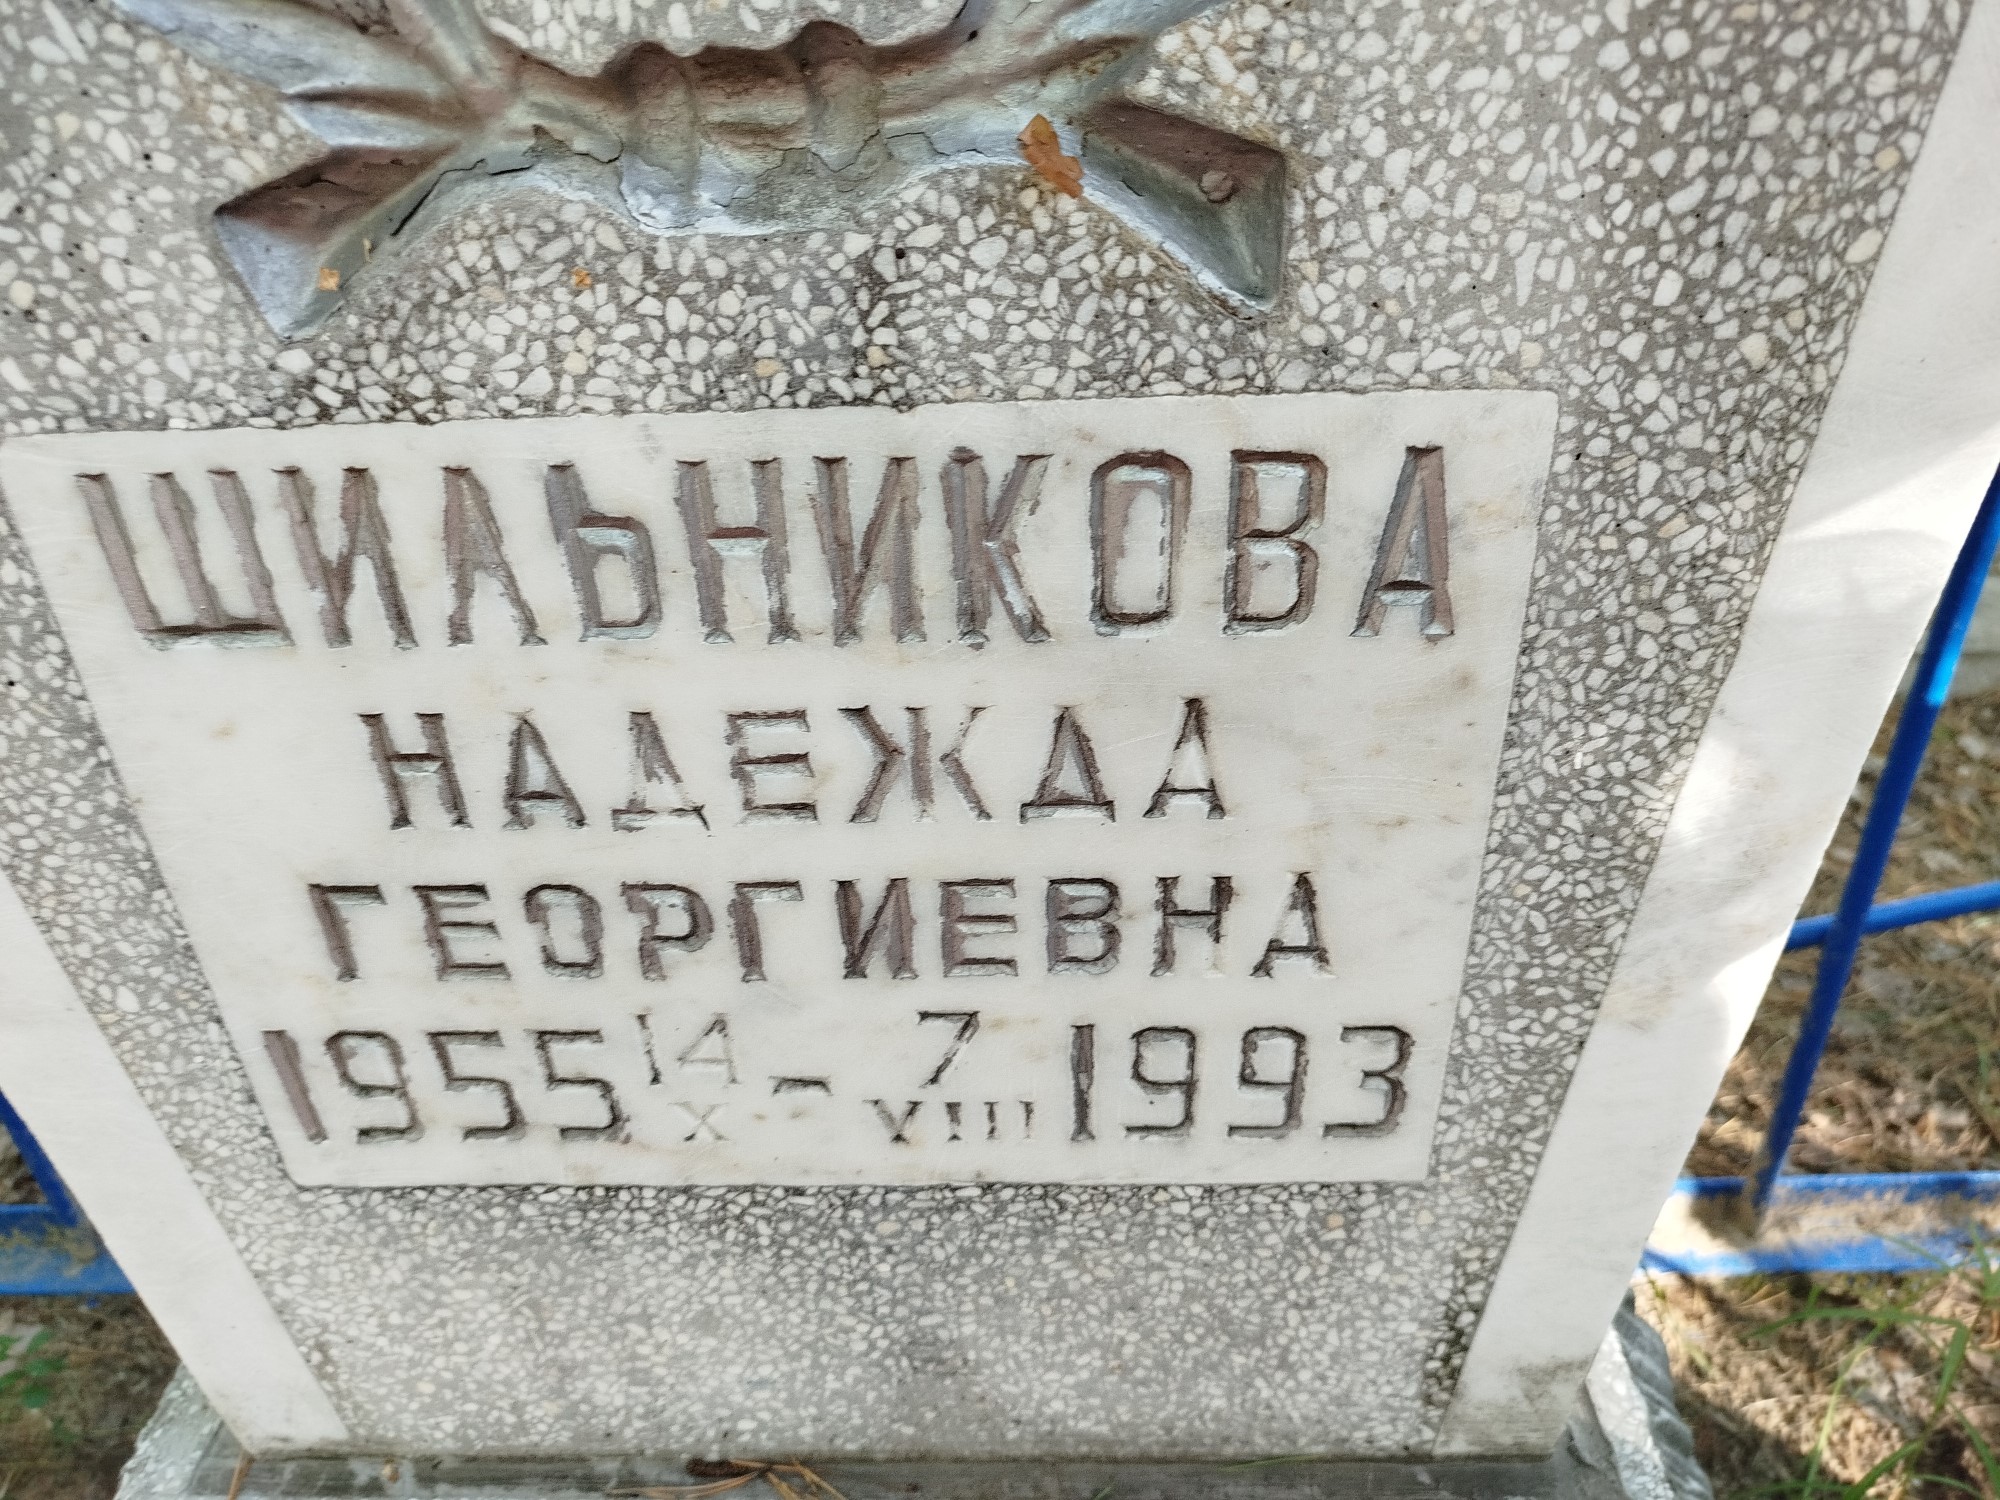 ШИЛЬНИКОВА
НАДЕЖДА
ГЕОРГИЕВНА
1955 14/X - 7/VIII 1993